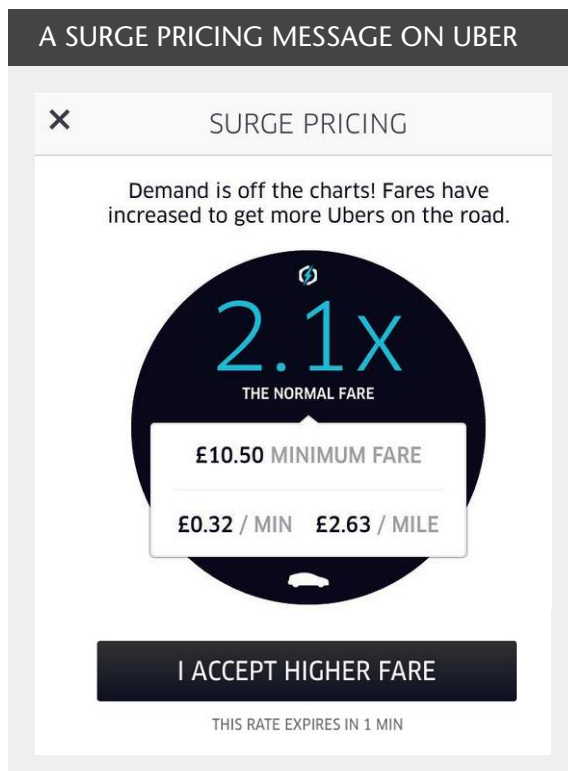 A SURGE PRICING MESSAGE ON UBER
× SURGE PRICING
Demand is off the charts! Fares have
increased to get more Ubers on the road.
2.1x
THE NORMAL FARE
£10.50 MINIMUM FARE
£0.32 / MIN £2.63 / MILE
I ACCEPT HIGHER FARE
THIS RATE EXPIRES IN 1 MIN